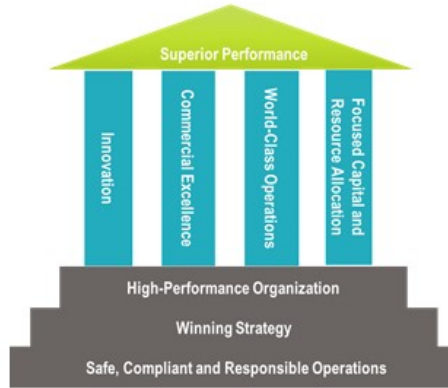 Superior Performance
Innovation
Commercial Excellence
World-Class Operations
Focused Capital and
Resource Allocation
High-Performance Organization
Winning Strategy
Safe, Compliant and Responsible Operations